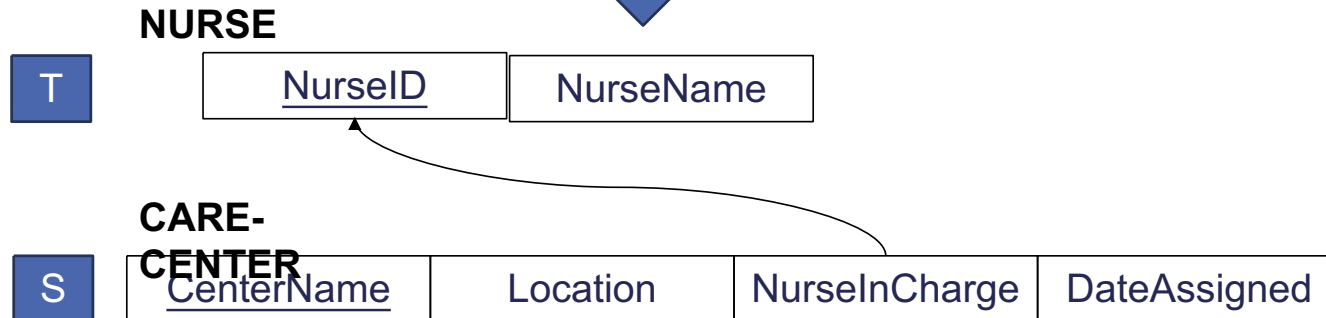 NURSE
T NurseID NurseName
CARE-
CENTER
S CenterName Location NurseInCharge DateAssigned